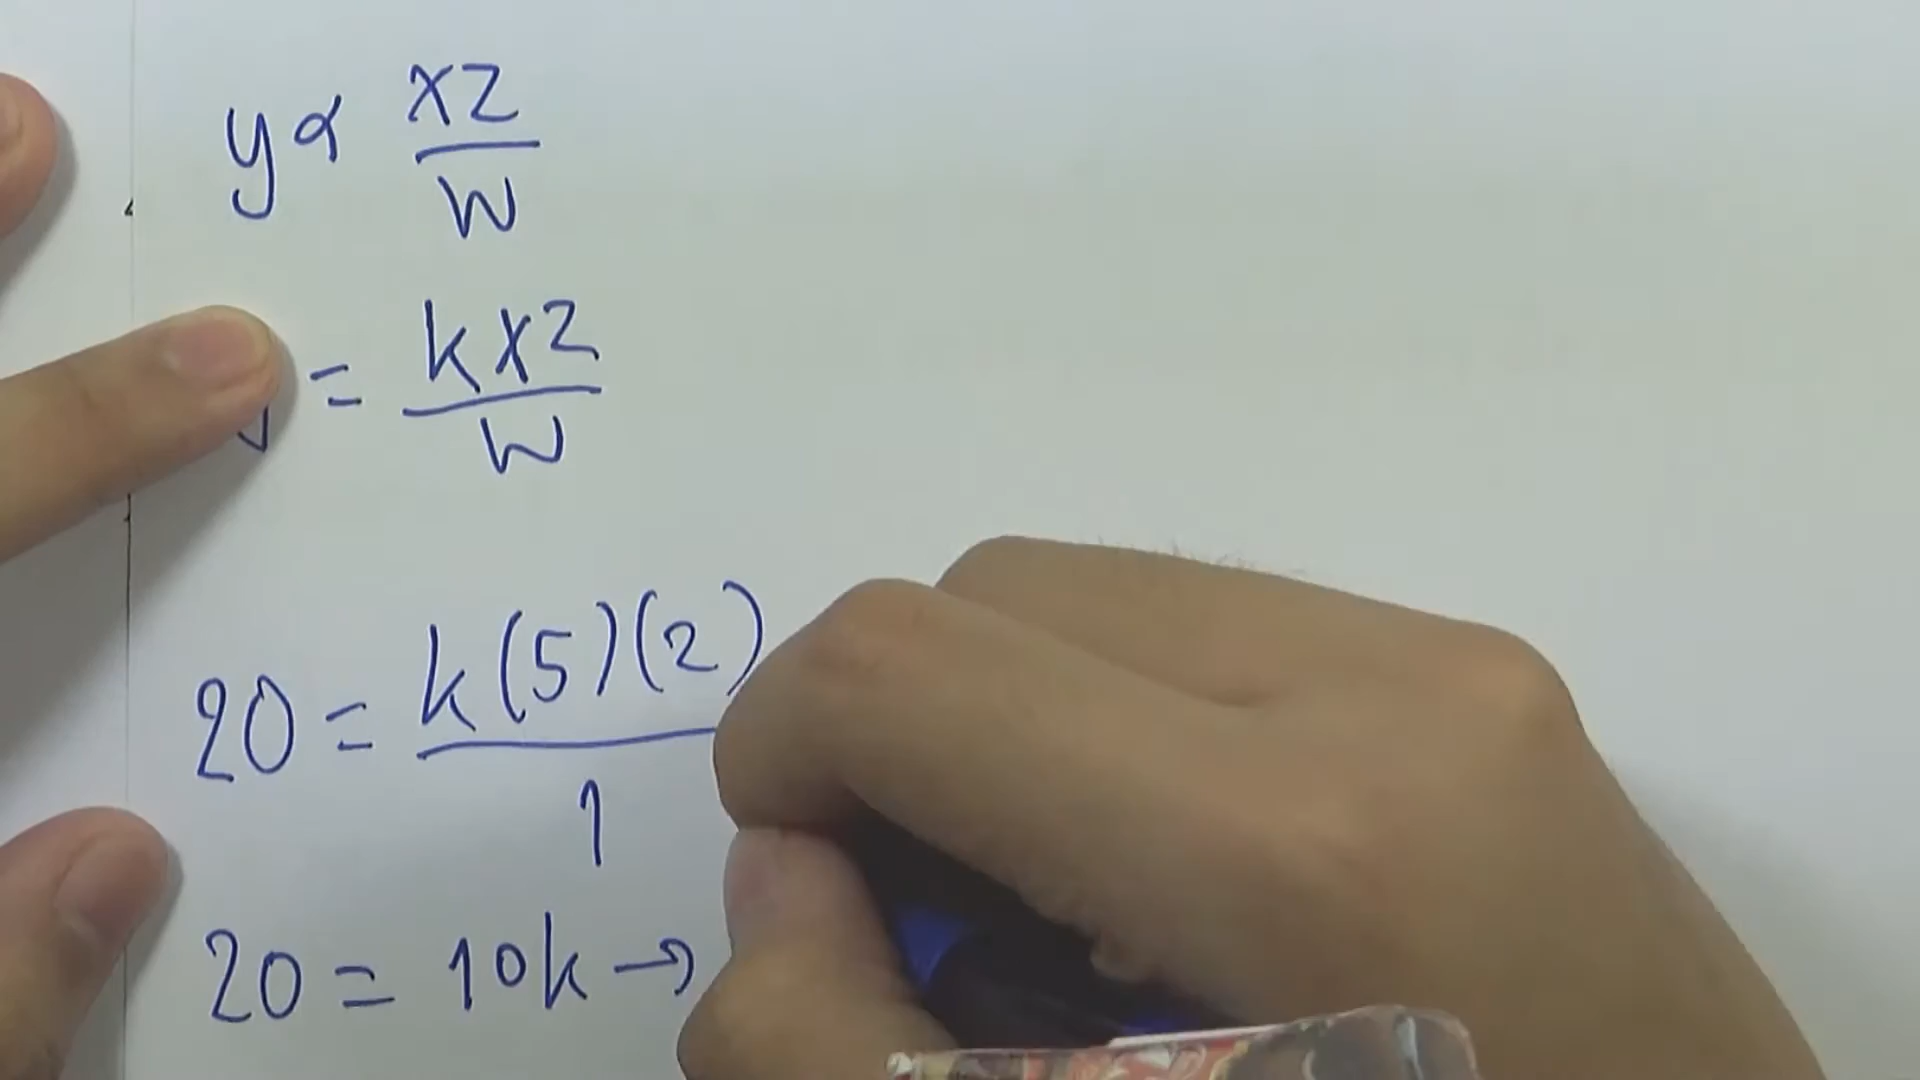 y ∝ xz/w
= kxz/w
20 = k(5)(2)/1
20 = 10k →